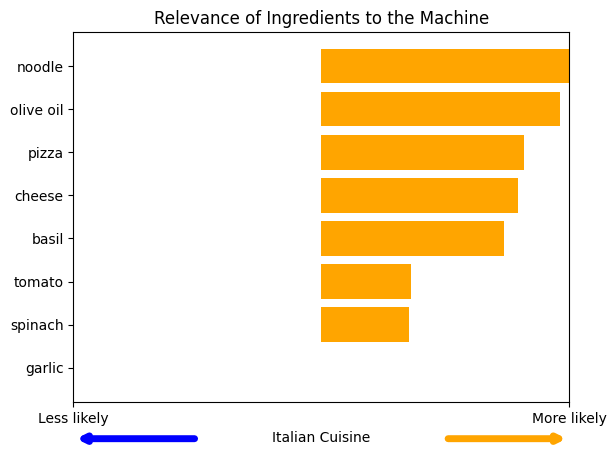 Relevance of Ingredients to the Machine
noodle
olive oil
pizza
cheese
basil
tomato
spinach
garlic
Less likely
More likely
Italian Cuisine